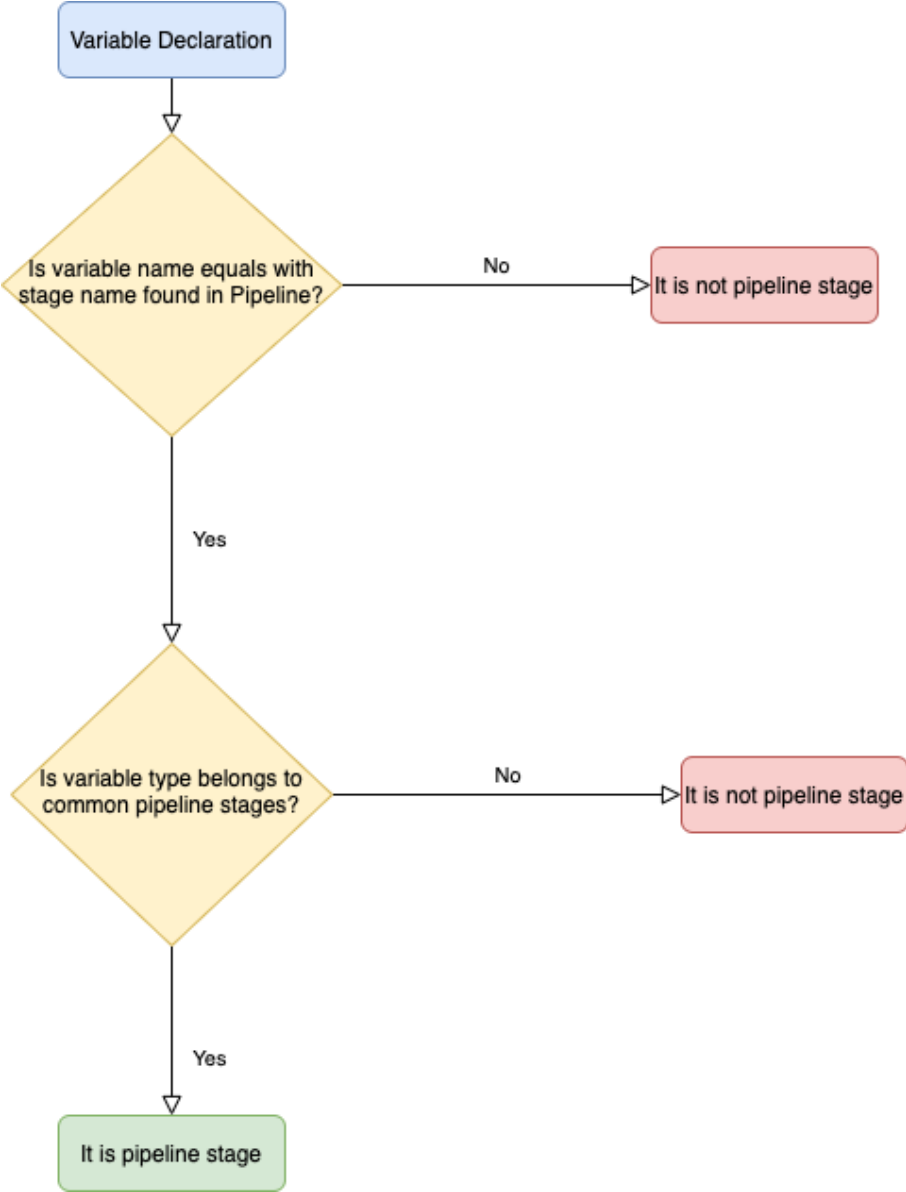 Variable Declaration
Is variable name equals with
stage name found in Pipeline?
No
It is not pipeline stage
Yes
Is variable type belongs to
common pipeline stages?
No
It is not pipeline stage
Yes
It is pipeline stage